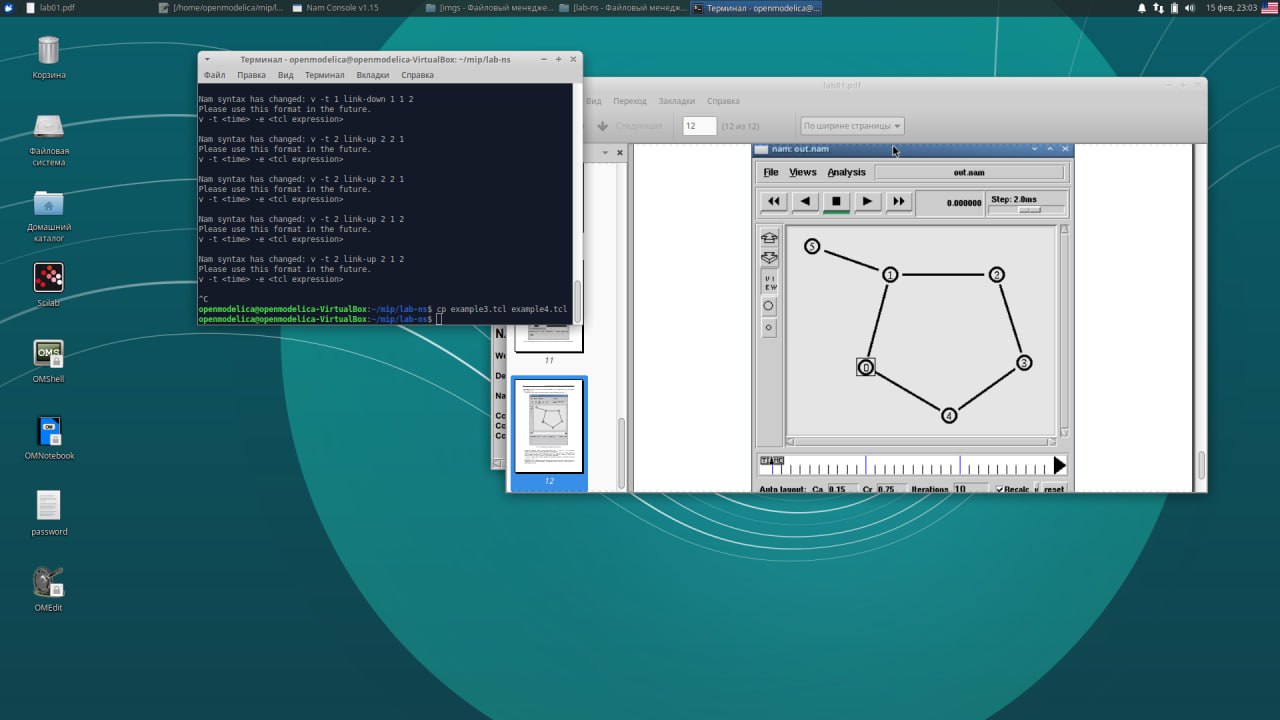 lab01.pdf
[/home/openmodelica/mip/l...
Nam Console v1.15
[imgs - Файловый менедже...
[lab-ns - Файловый менедж...
Терминал - openmodelica@...
15 фев, 23:03
Корзина
Файловая
система
Домашний
каталог
Scilab
OMS
OMShell
OM
OMNotebook
password
OMEdit
Терминал - openmodelica@openmodelica-VirtualBox: ~/mip/lab-ns
Файл Правка Вид Терминал Вкладки Справка
Nam syntax has changed: v -t 1 link-down 1 1 2
Please use this format in the future.
v -t <time> -e <tcl expression>
Nam syntax has changed: v -t 2 link-up 2 2 1
Please use this format in the future.
v -t <time> -e <tcl expression>
Nam syntax has changed: v -t 2 link-up 2 2 1
Please use this format in the future.
v -t <time> -e <tcl expression>
Nam syntax has changed: v -t 2 link-up 2 1 2
Please use this format in the future.
v -t <time> -e <tcl expression>
Nam syntax has changed: v -t 2 link-up 2 1 2
Please use this format in the future.
v -t <time> -e <tcl expression>
^C
openmodelica@openmodelica-VirtualBox:~/mip/lab-ns$ cp example3.tcl example4.tcl
openmodelica@openmodelica-VirtualBox:~/mip/lab-ns$
lab01.pdf
Вид Переход Закладки Справка
Следующая 12 (12 из 12) По ширине страницы
11
12
nam: out.nam
File Views Analysis out.nam
0.000000 Step: 2.0ms
VI
EW
5
1
2
0
3
4
TIME
Auto layout: Ca 0.15 Cr 0.75 Iterations 10 Recalc reset